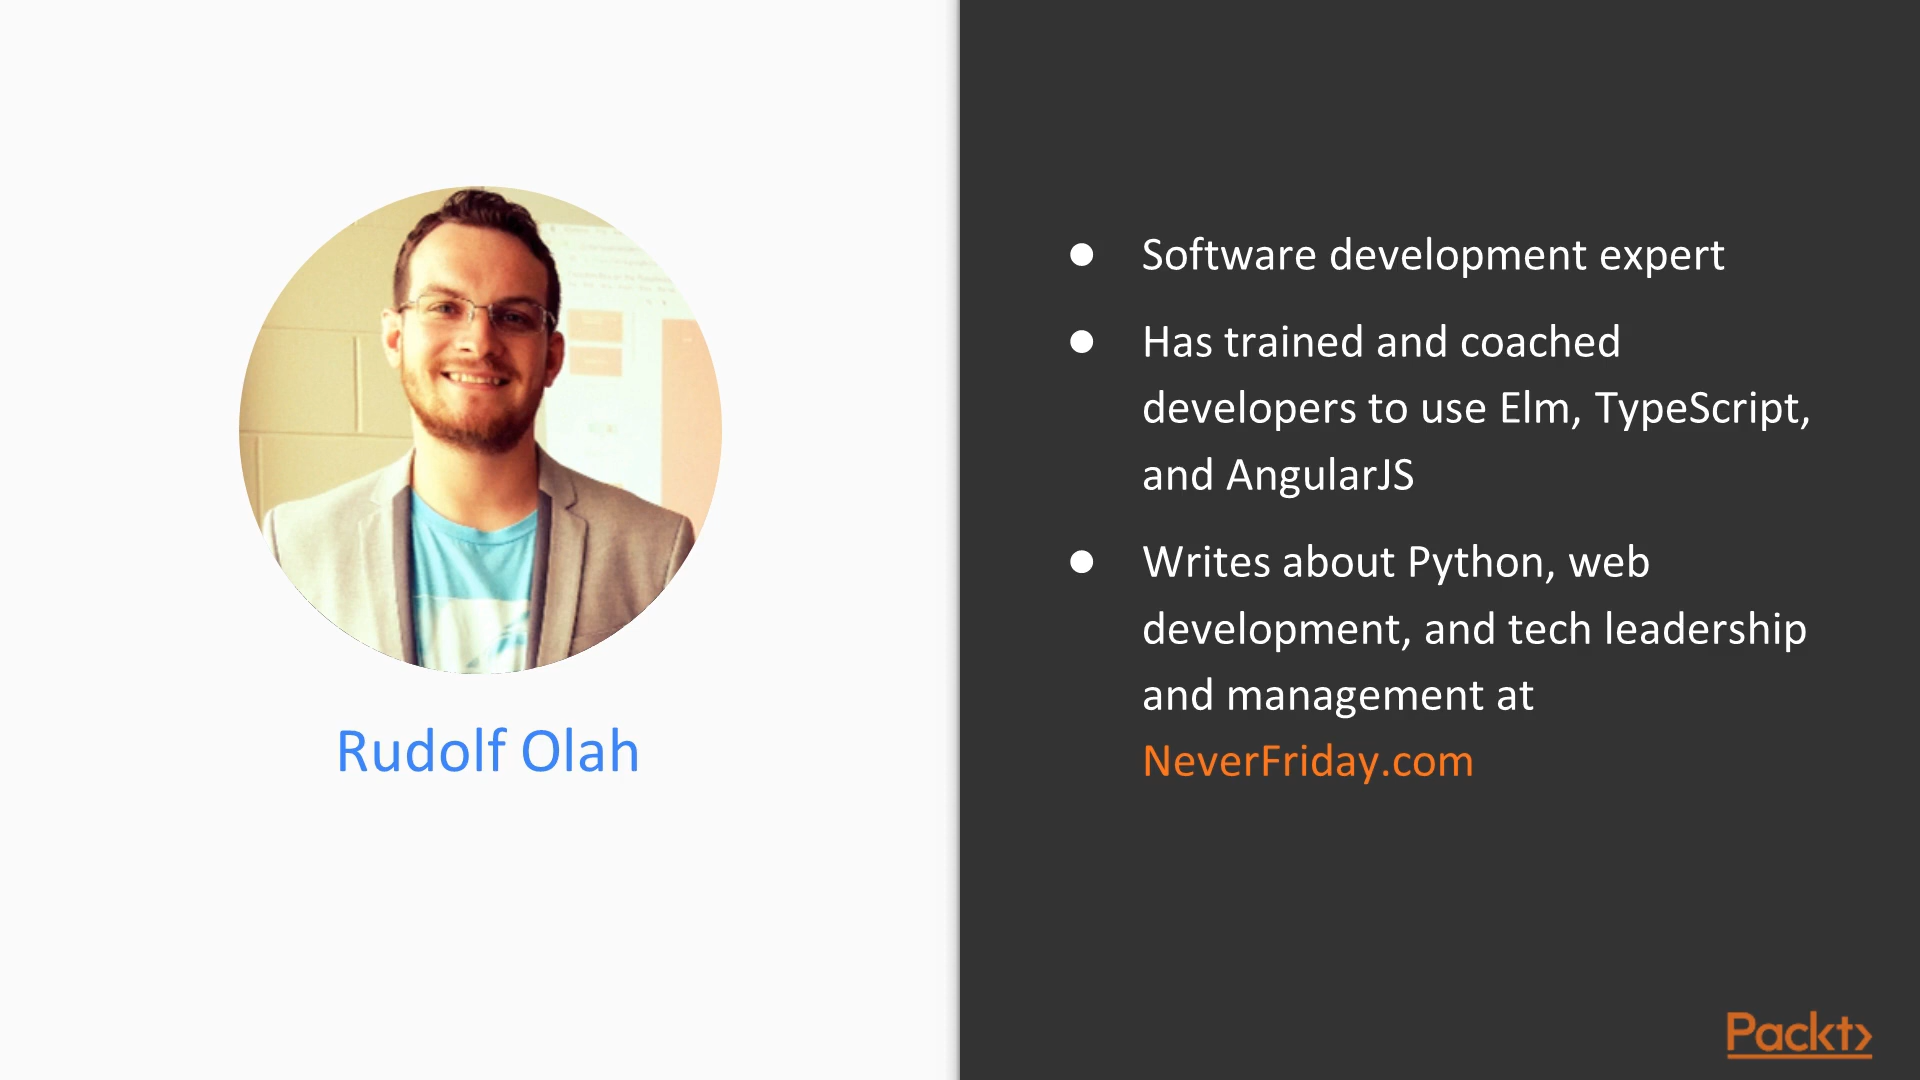 Rudolf Olah
● Software development expert
● Has trained and coached
developers to use Elm, TypeScript,
and AngularJS
● Writes about Python, web
development, and tech leadership
and management at
NeverFriday.com
Packt>